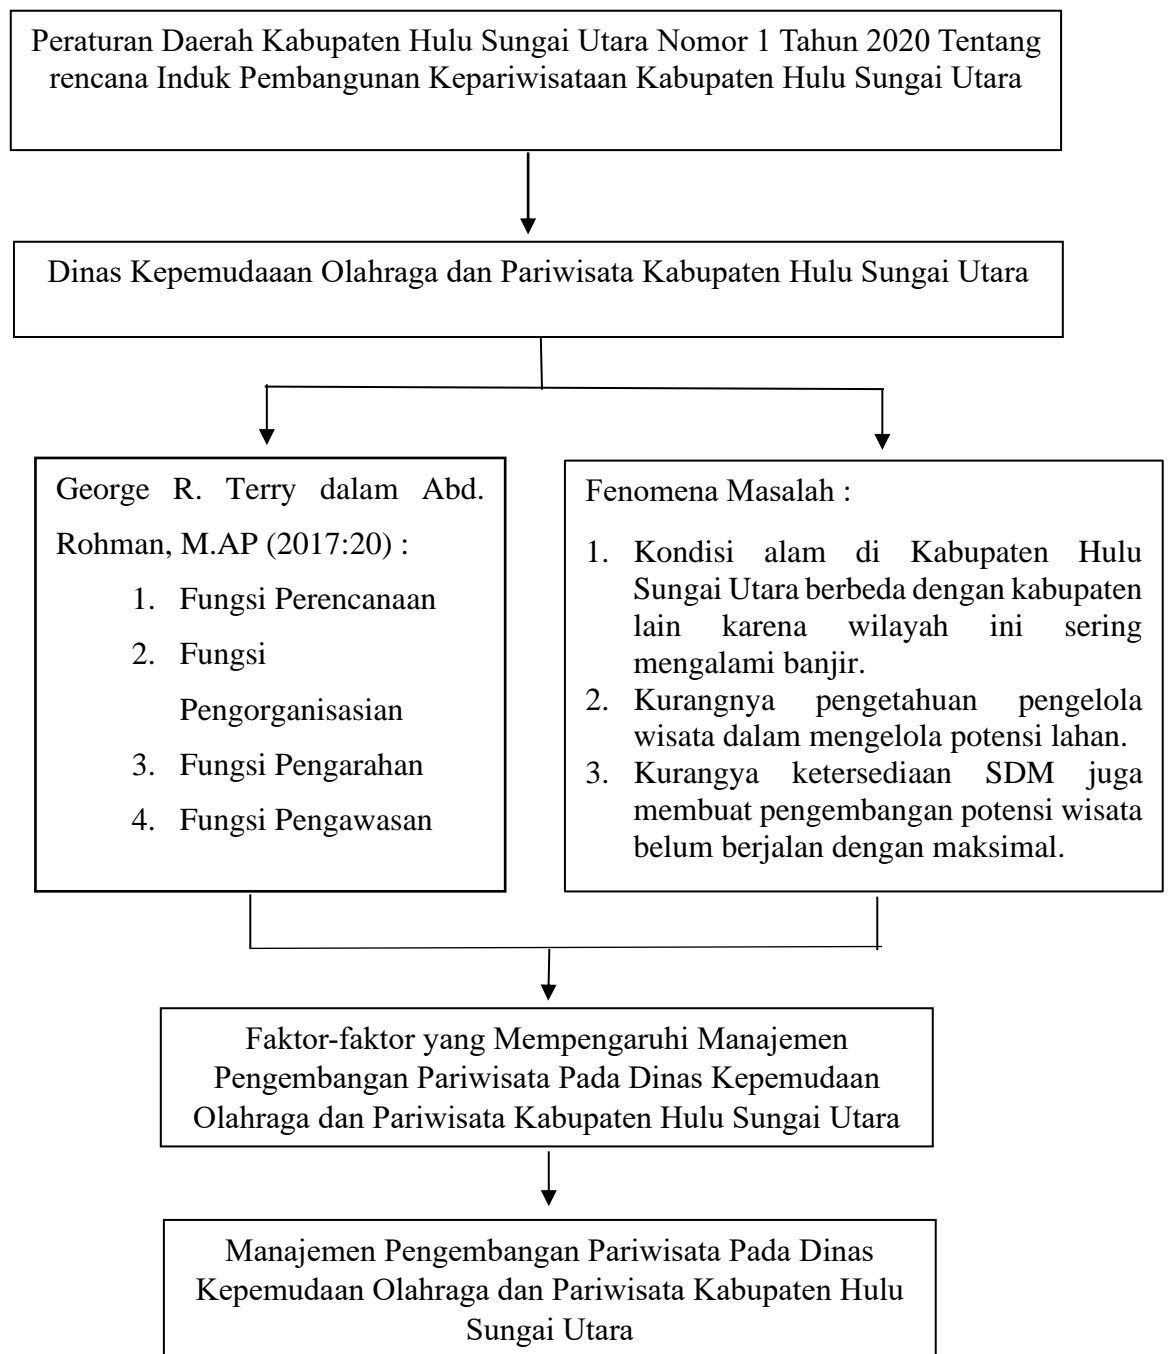 Peraturan Daerah Kabupaten Hulu Sungai Utara Nomor 1 Tahun 2020 Tentang
rencana Induk Pembangunan Kepariwisataan Kabupaten Hulu Sungai Utara
Dinas Kepemudaaan Olahraga dan Pariwisata Kabupaten Hulu Sungai Utara
George R. Terry dalam Abd.
Rohman, M.AP (2017:20) :
1. Fungsi Perencanaan
2. Fungsi
Pengorganisasian
3. Fungsi Pengarahan
4. Fungsi Pengawasan
Fenomena Masalah :
1. Kondisi alam di Kabupaten Hulu
Sungai Utara berbeda dengan kabupaten
lain karena wilayah ini sering
mengalami banjir.
2. Kurangnya pengetahuan pengelola
wisata dalam mengelola potensi lahan.
3. Kurangya ketersediaan SDM juga
membuat pengembangan potensi wisata
belum berjalan dengan maksimal.
Faktor-faktor yang Mempengaruhi Manajemen
Pengembangan Pariwisata Pada Dinas Kepemudaan
Olahraga dan Pariwisata Kabupaten Hulu Sungai Utara
Manajemen Pengembangan Pariwisata Pada Dinas
Kepemudaan Olahraga dan Pariwisata Kabupaten Hulu
Sungai Utara